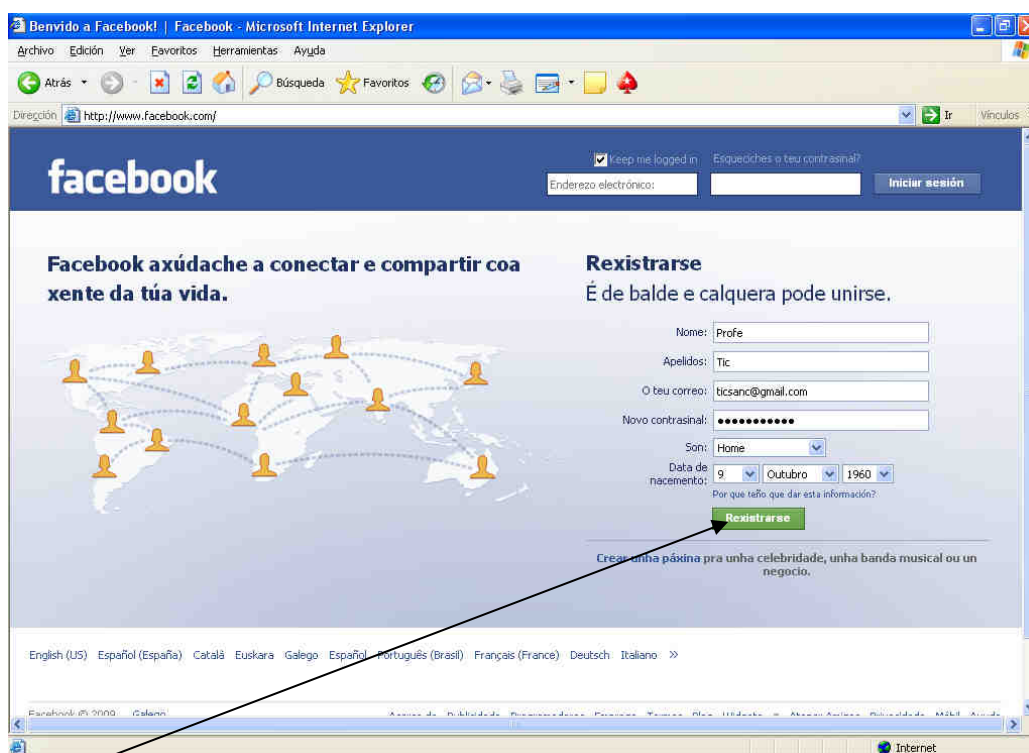 Benvido a Facebook! | Facebook - Microsoft Internet Explorer
Archivo Edición Ver Favoritos Herramientas Ayuda
Atrás Búsqueda Favoritos
Dirección http://www.facebook.com/ Ir Vínculos
facebook
Keep me logged in Esqueciches o teu contrasinal?
Enderezo electrónico: Iniciar sesión
Facebook axúdache a conectar e compartir coa
xente da túa vida.
Rexistrarse
É de balde e calquera pode unirse.
Nome: Profe
Apelidos: Tic
O teu correo: ticsanc@gmail.com
Novo contrasinal: ●●●●●●●●●●●
Son: Home
Data de
nacemento: 9 Outubro 1960
Por que teño que dar esta información?
Rexistrarse
Crear unha páxina pra unha celebridade, unha banda musical ou un
negocio.
English (US) Español (España) Català Euskara Galego Español Português (Brasil) Français (France) Deutsch Italiano »
Facebook © 2009 Galego
Internet